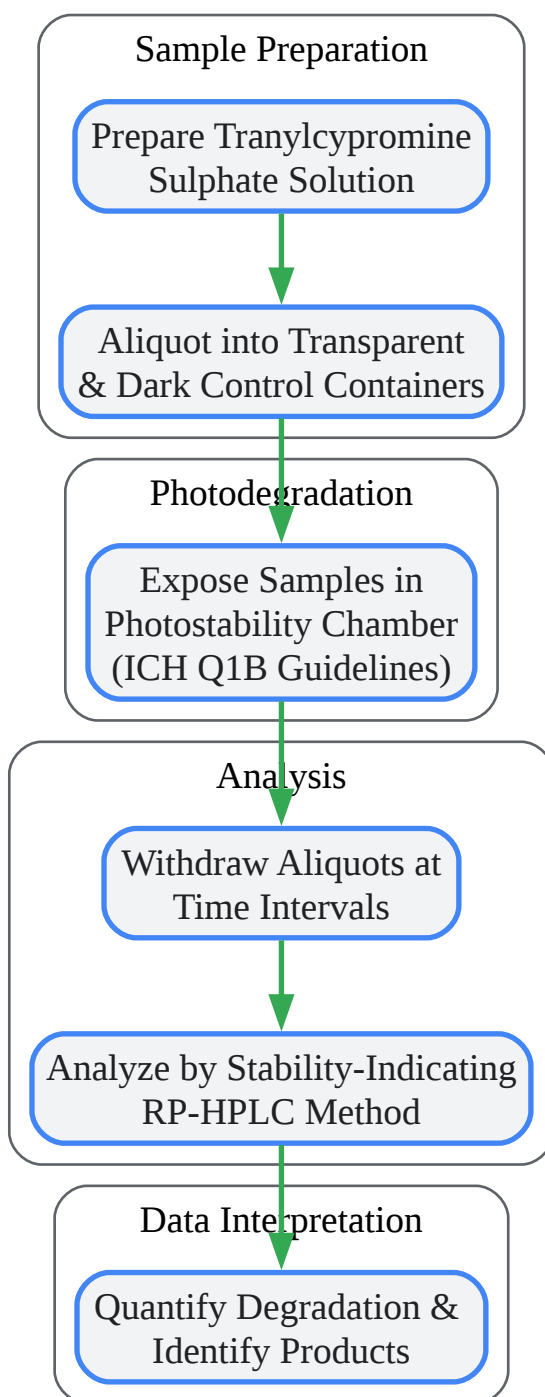 Sample Preparation
Prepare Tranylcypromine
Sulphate Solution
Aliquot into Transparent
& Dark Control Containers
Photodegradation
Expose Samples in
Photostability Chamber
(ICH Q1B Guidelines)
Analysis
Withdraw Aliquots at
Time Intervals
Analyze by Stability-Indicating
RP-HPLC Method
Data Interpretation
Quantify Degradation &
Identify Products